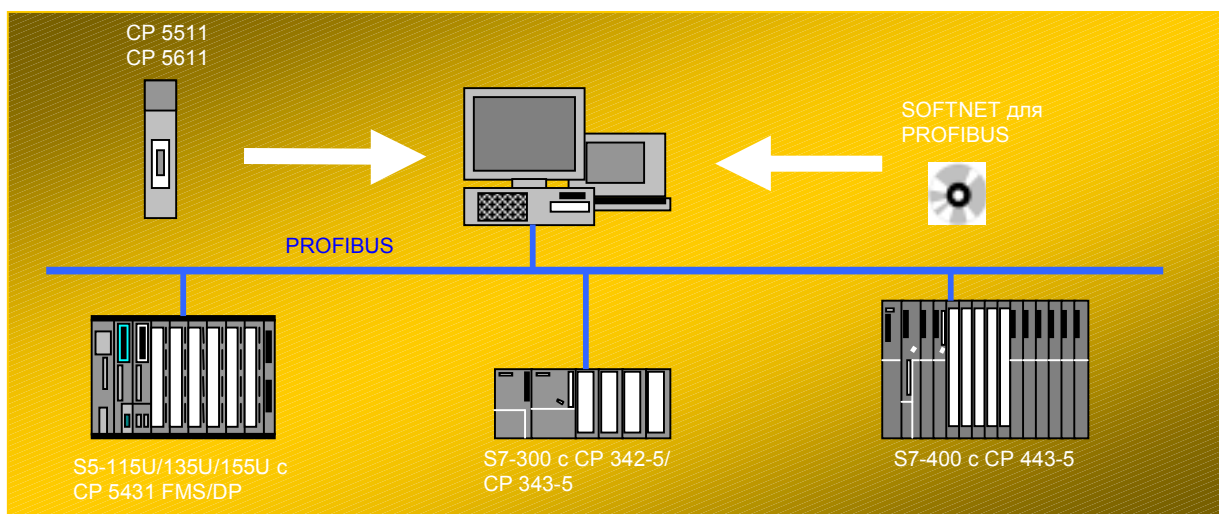 CP 5511
CP 5611
SOFTNET для
PROFIBUS
PROFIBUS
S5-115U/135U/155U с
CP 5431 FMS/DP
S7-300 с CP 342-5/
CP 343-5
S7-400 с CP 443-5